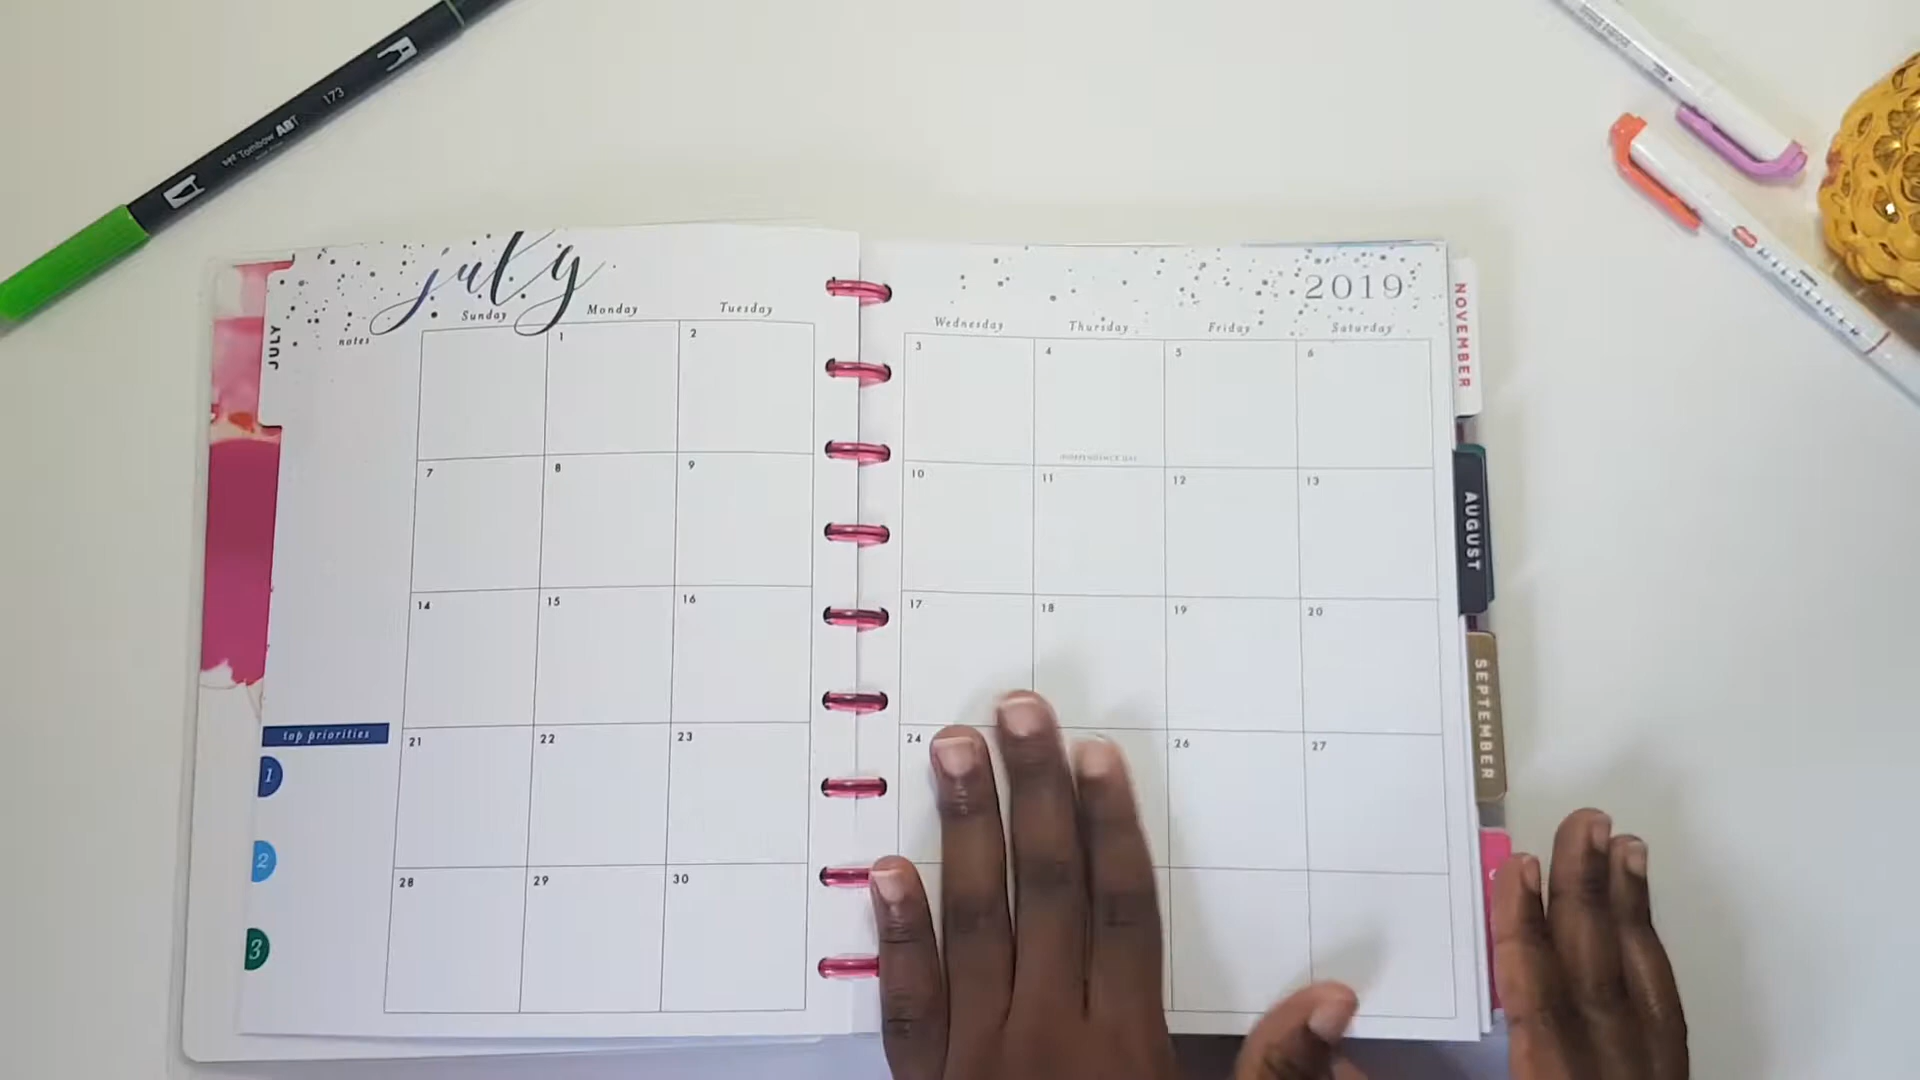 173
Tombow ABT
july
2019
Sunday Monday Tuesday
Wednesday Thursday Friday Saturday
notes
JULY
1 2
3 4 5 6
INDEPENDENCE DAY
7 8 9
10 11 12 13
14 15 16
17 18 19 20
21 22 23
24 26 27
28 29 30
top priorities
1
2
3
NOVEMBER
AUGUST
SEPTEMBER